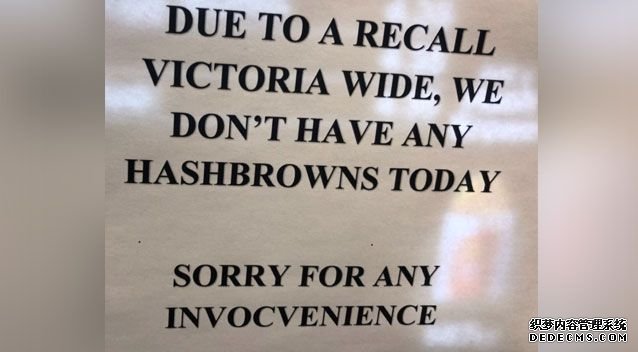 DUE TO A RECALL
VICTORIA WIDE, WE
DON'T HAVE ANY
HASHBROWNS TODAY
SORRY FOR ANY
INVOCVENIENCE
织梦内容管理系统
DEDECMS.COM